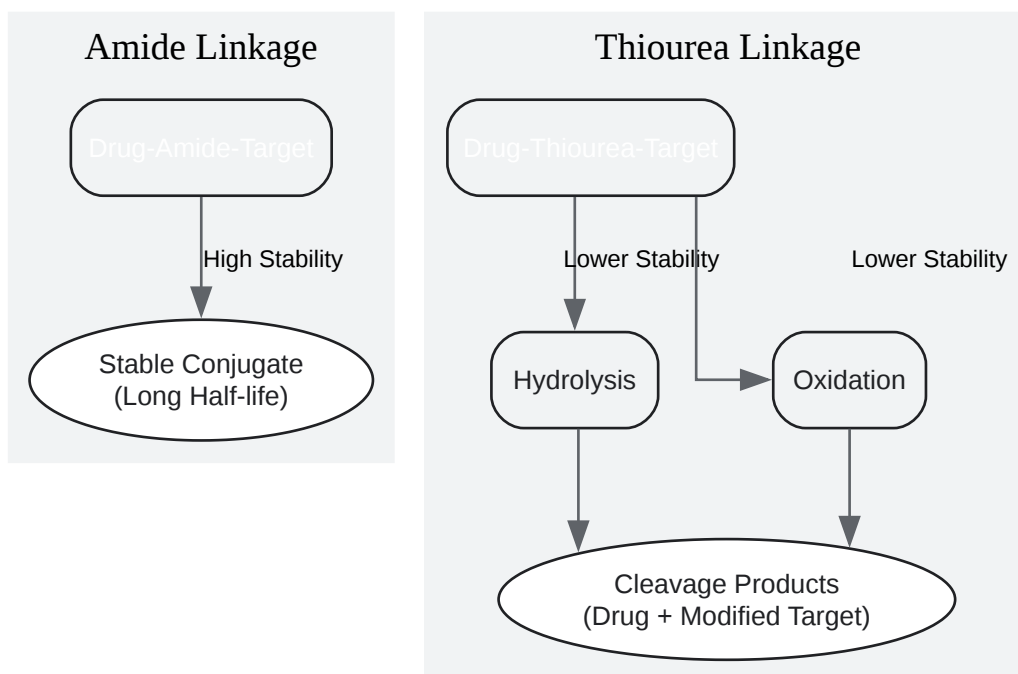 Amide Linkage
Drug-Amide-Target
High Stability
Stable Conjugate
(Long Half-life)
Thiourea Linkage
Drug-Thiourea-Target
Lower Stability
Lower Stability
Hydrolysis
Oxidation
Cleavage Products
(Drug + Modified Target)